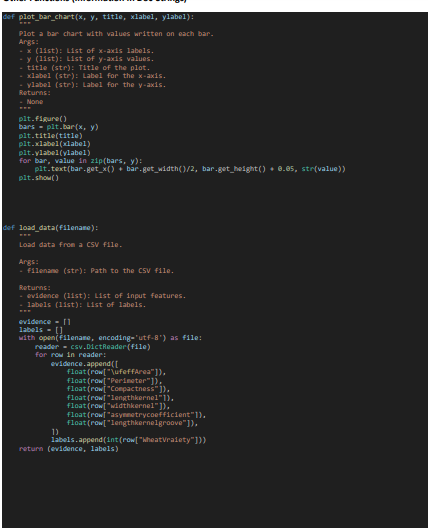 Other Functions (Information in Doc Strings)
def plot_bar_chart(x, y, title, xlabel, ylabel):
"""
Plot a bar chart with values written on each bar.
Args:
- x (list): List of x-axis labels.
- y (list): List of y-axis values.
- title (str): Title of the plot.
- xlabel (str): Label for the x-axis.
- ylabel (str): Label for the y-axis.
Returns:
- None
"""
plt.figure()
bars = plt.bar(x, y)
plt.title(title)
plt.xlabel(xlabel)
plt.ylabel(ylabel)
for bar, value in zip(bars, y):
plt.text(bar.get_x() + bar.get_width()/2, bar.get_height() + 0.05, str(value))
plt.show()
def load_data(filename):
"""
Load data from a CSV file.
Args:
- filename (str): Path to the CSV file.
Returns:
- evidence (list): List of input features.
- labels (list): List of labels.
"""
evidence = []
labels = []
with open(filename, encoding='utf-8') as file:
reader = csv.DictReader(file)
for row in reader:
evidence.append([
float(row["\ufeffArea"]),
float(row["Perimeter"]),
float(row["Compactness"]),
float(row["lengthkernel"]),
float(row["widthkernel"]),
float(row["asymmetrycoefficient"]),
float(row["lengthkernelgroove"]),
])
labels.append(int(row["WheatVraiety"]))
return (evidence, labels)